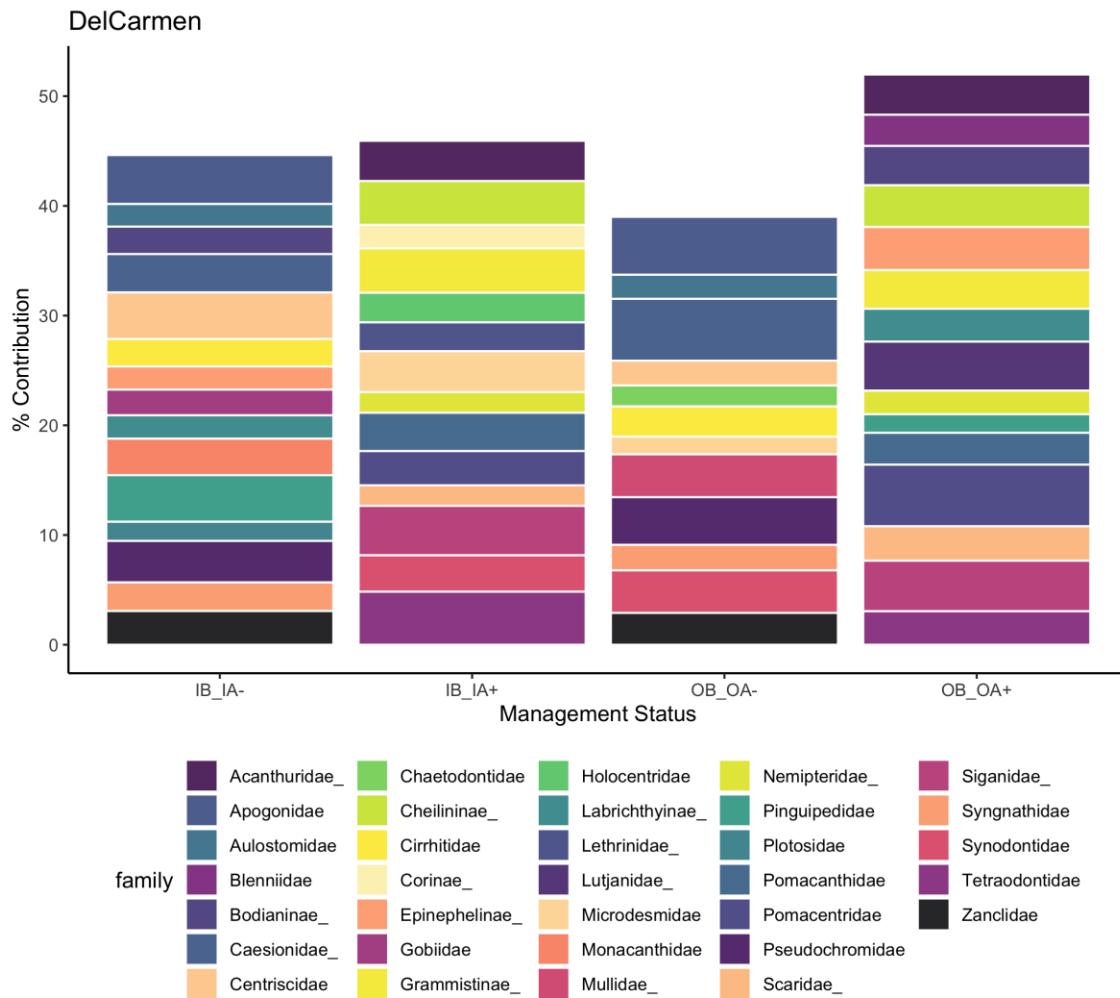 DelCarmen
% Contribution
50
40
30
20
10
0
IB_IA-
IB_IA+
OB_OA-
OB_OA+
Management Status
family
Acanthuridae_
Apogonidae
Aulostomidae
Blenniidae
Bodianinae_
Caesionidae_
Centriscidae
Chaetodontidae
Cheilininae_
Cirrhitidae
Corinae_
Epinephelinae_
Gobiidae
Grammistinae_
Holocentridae
Labrichthyinae_
Lethrinidae_
Lutjanidae_
Microdesmidae
Monacanthidae
Mullidae_
Nemipteridae_
Pinguipedidae
Plotosidae
Pomacanthidae
Pomacentridae
Pseudochromidae
Scaridae_
Siganidae_
Syngnathidae
Synodontidae
Tetraodontidae
Zanclidae